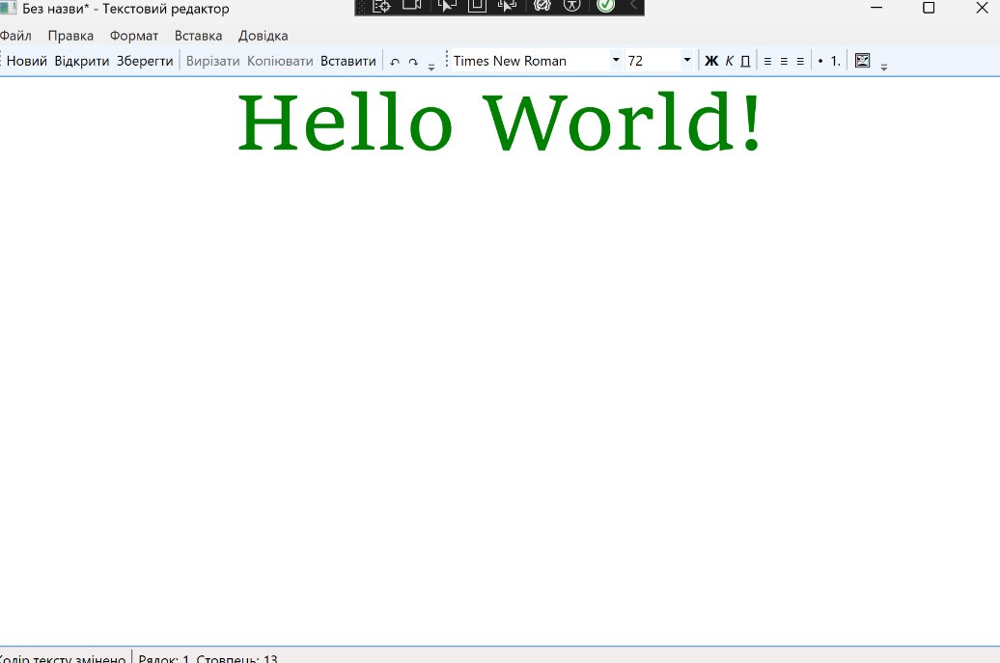 Без назви* - Текстовий редактор
Файл Правка Формат Вставка Довідка
Новий Відкрити Зберегти Вирізати Копіювати Вставити Times New Roman 72 Ж К П 1.
Hello World!
Колір тексту змінено Рядок: 1, Стовпець: 13